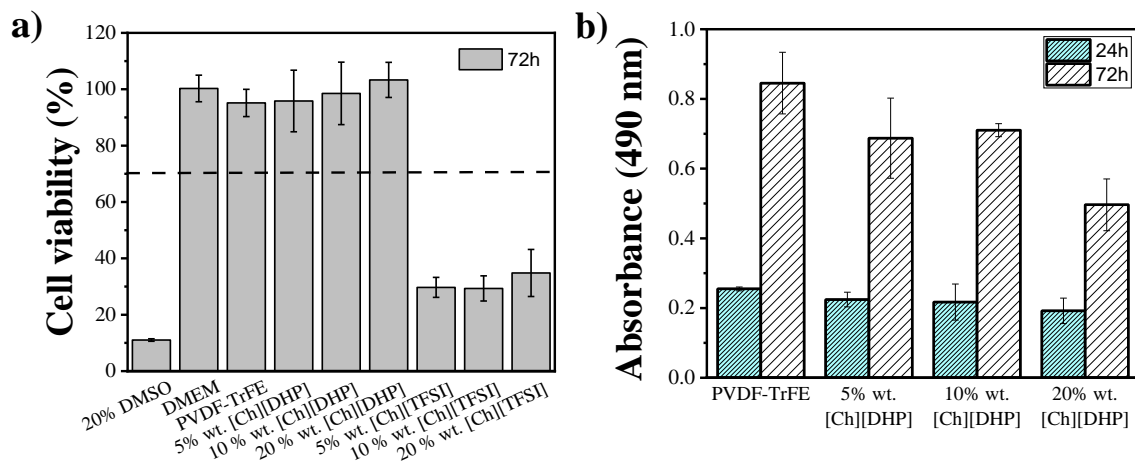 a)
Cell viability (%)
120
100
80
60
40
20
0
72h
20% DMSO
DMEM
PVDF-TrFE
5% wt. [Ch][DHP]
10 % wt. [Ch][DHP]
20 % wt. [Ch][DHP]
5% wt. [Ch][TFSI]
10 % wt. [Ch][TFSI]
20 % wt. [Ch][TFSI]
b)
Absorbance (490 nm)
1.0
0.8
0.6
0.4
0.2
0.0
24h
72h
PVDF-TrFE
5% wt.
[Ch][DHP]
10% wt.
[Ch][DHP]
20% wt.
[Ch][DHP]